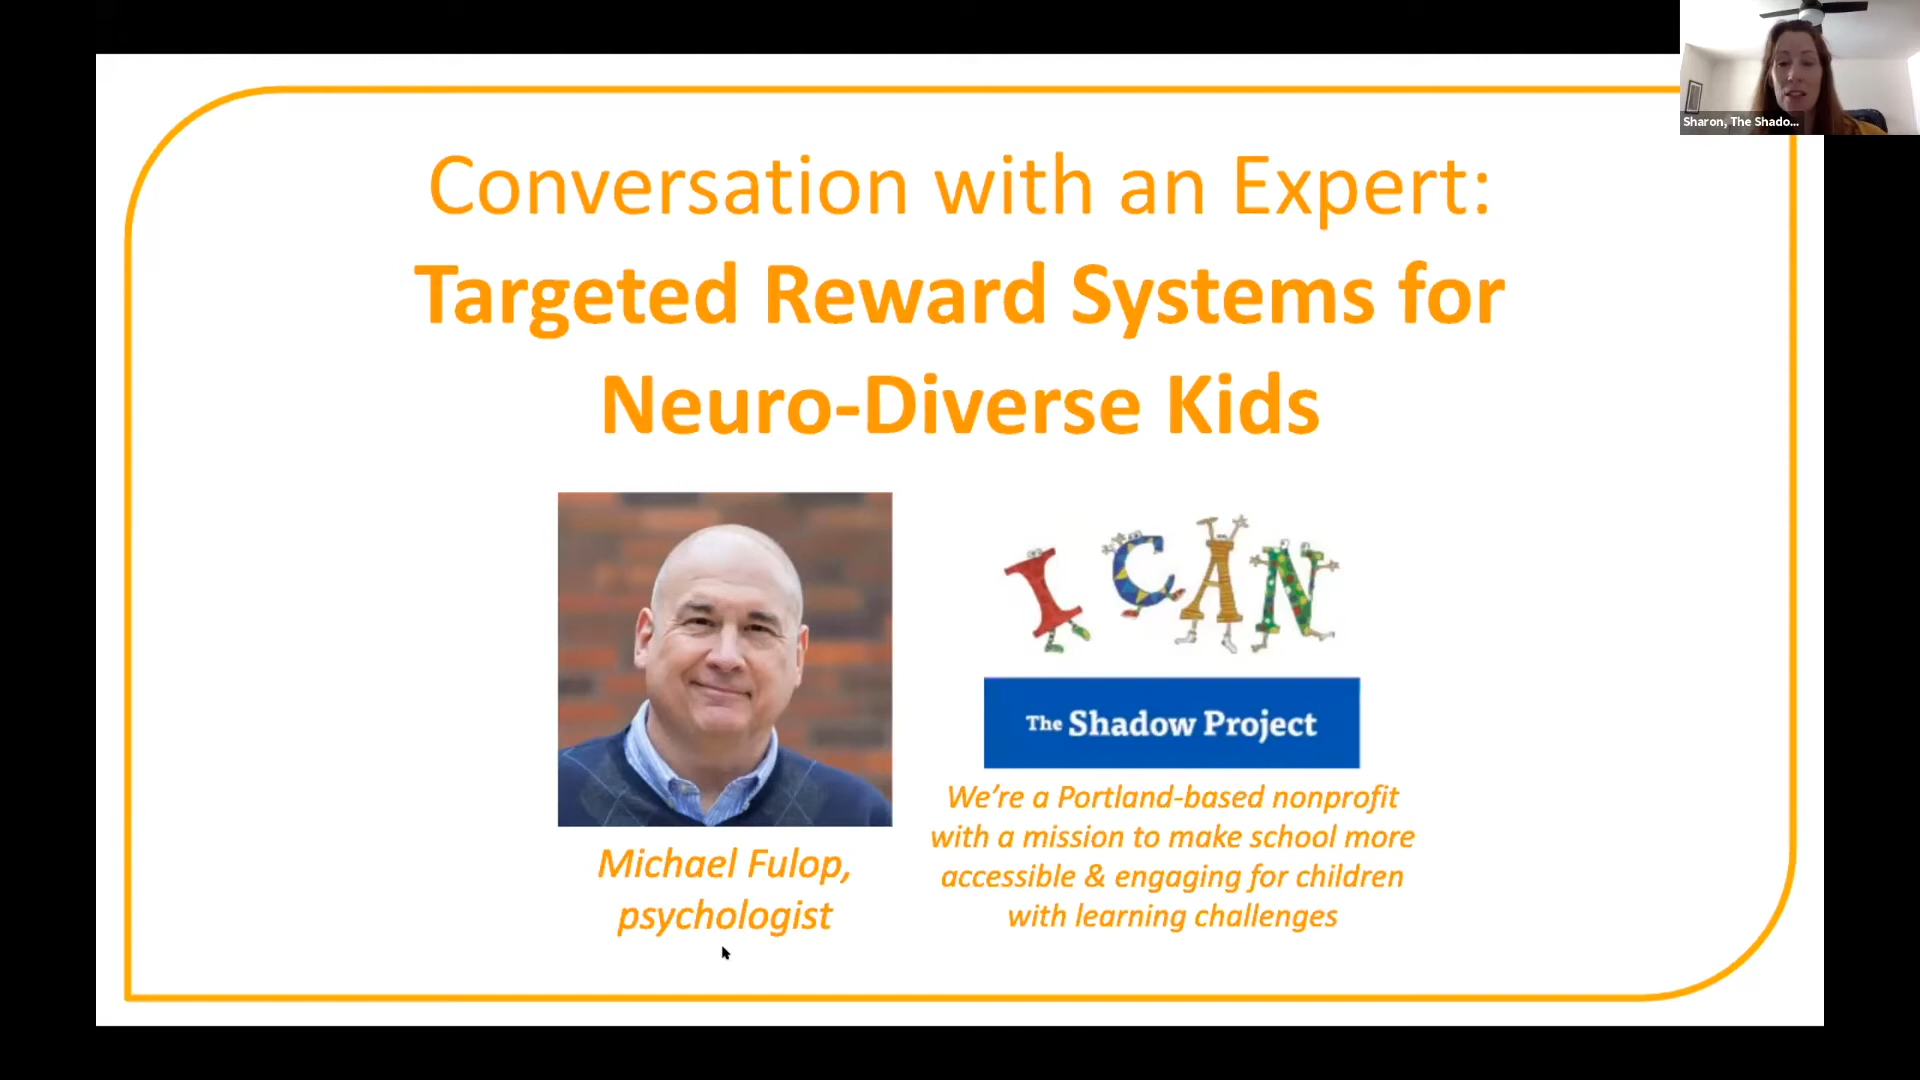 Sharon, The Shado...
Conversation with an Expert:
Targeted Reward Systems for
Neuro-Diverse Kids
I CAN
The Shadow Project
We’re a Portland-based nonprofit
with a mission to make school more
accessible & engaging for children
with learning challenges
Michael Fulop,
psychologist